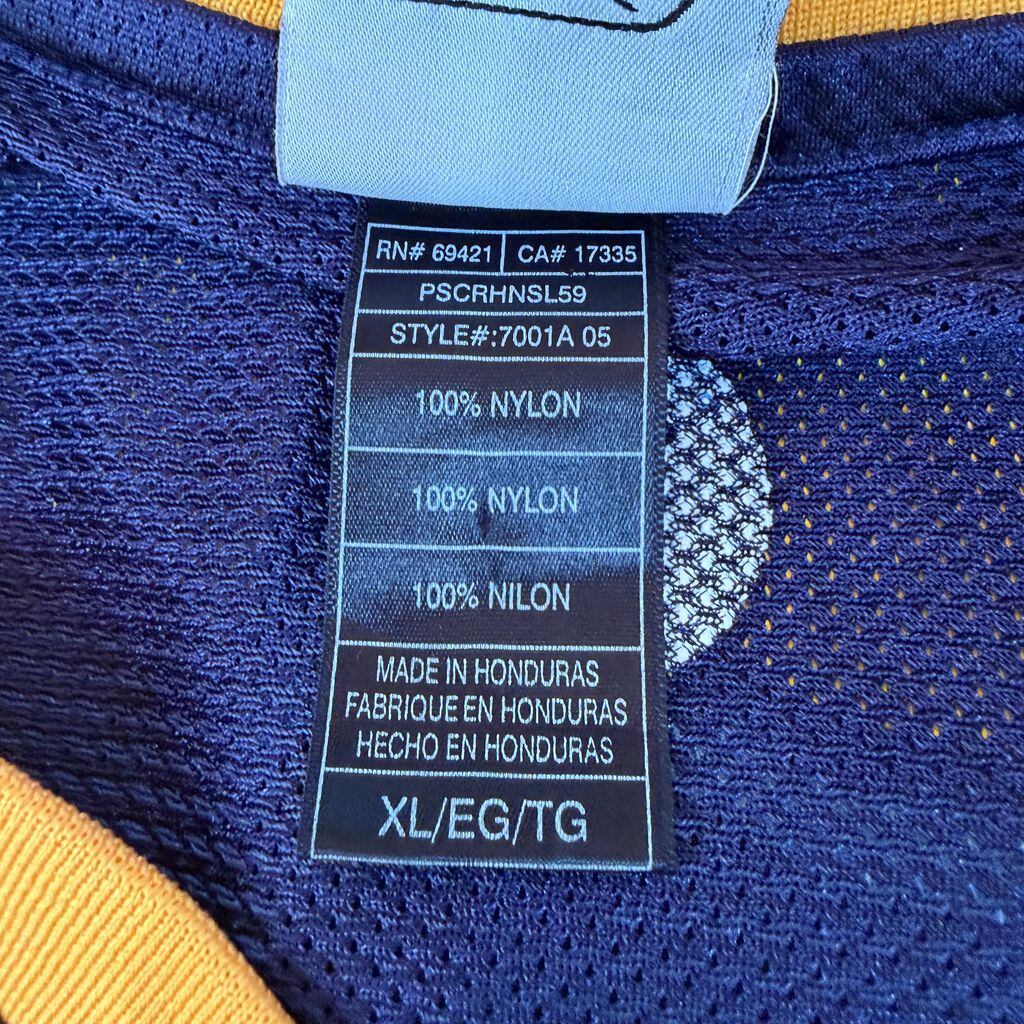 RN# 69421 CA# 17335
PSCRHNSL59
STYLE#:7001A 05
100% NYLON
100% NYLON
100% NILON
MADE IN HONDURAS
FABRIQUE EN HONDURAS
HECHO EN HONDURAS
XL/EG/TG